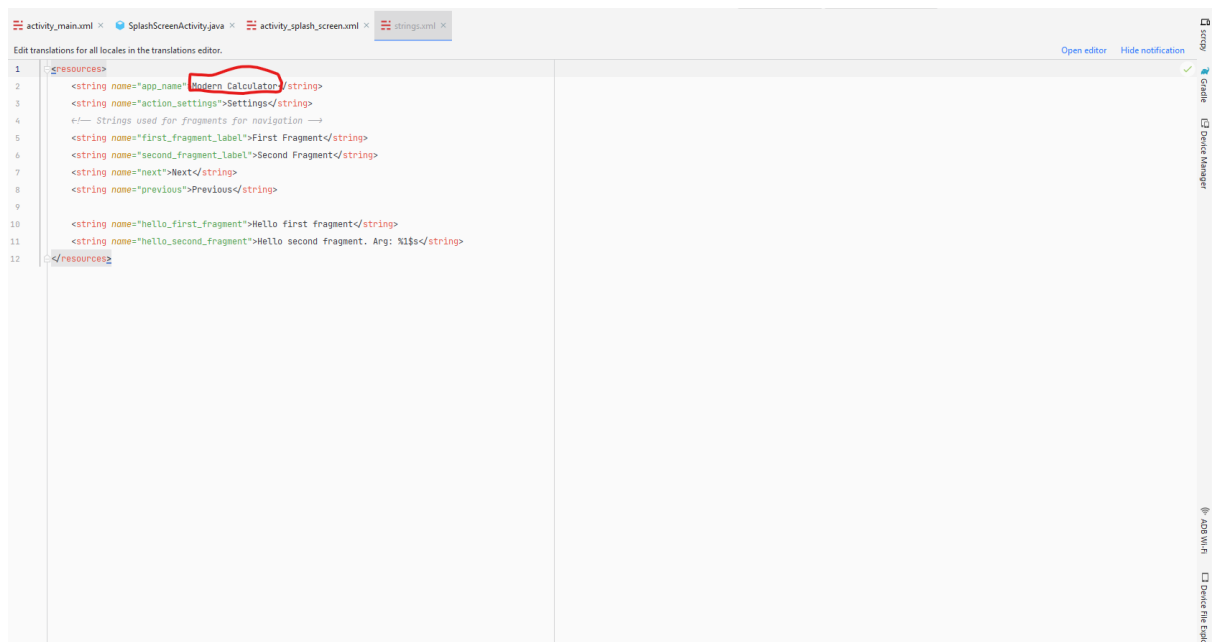 activity_main.xml × SplashScreenActivity.java × activity_splash_screen.xml × strings.xml ×
Edit translations for all locales in the translations editor. Open editor Hide notification
1 <resources>
2 <string name="app_name">Modern Calculator</string>
3 <string name="action_settings">Settings</string>
4 <!-- Strings used for fragments for navigation -->
5 <string name="first_fragment_label">First Fragment</string>
6 <string name="second_fragment_label">Second Fragment</string>
7 <string name="next">Next</string>
8 <string name="previous">Previous</string>
9
10 <string name="hello_first_fragment">Hello first fragment</string>
11 <string name="hello_second_fragment">Hello second fragment. Arg: %1$s</string>
12 </resources>
scrcpy
Gradle
Device Manager
ADB Wi-Fi
Device File Explo